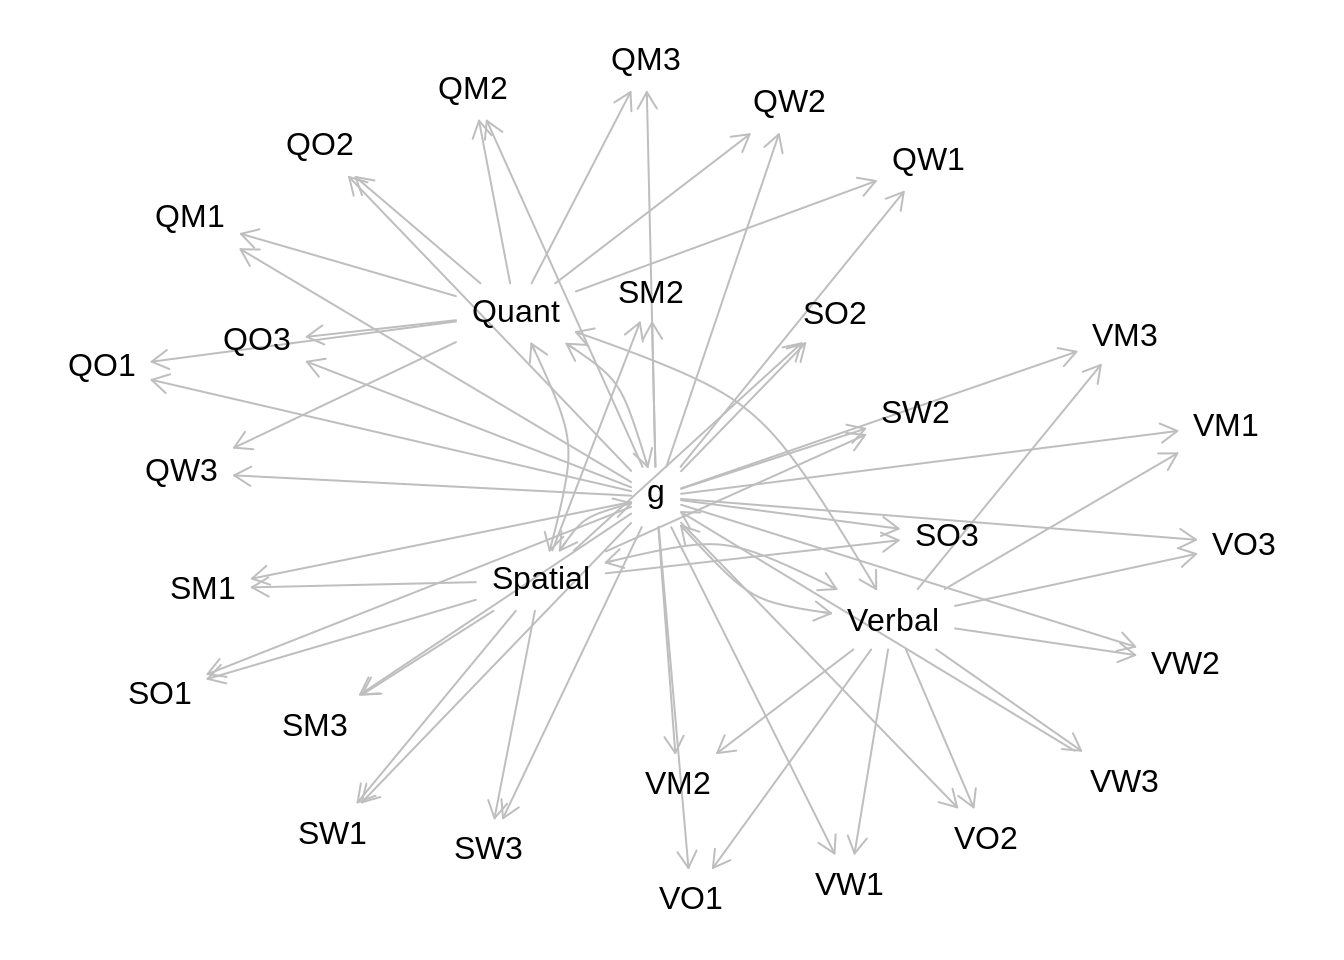 QM3
QM2
QW2
QO2
QW1
QM1
SM2
Quant
SO2
QO3
VM3
QO1
SW2
VM1
QW3
g
SO3
VO3
Spatial
SM1
Verbal
VW2
SO1
SM3
VM2
VW3
SW1
VO2
SW3
VW1
VO1